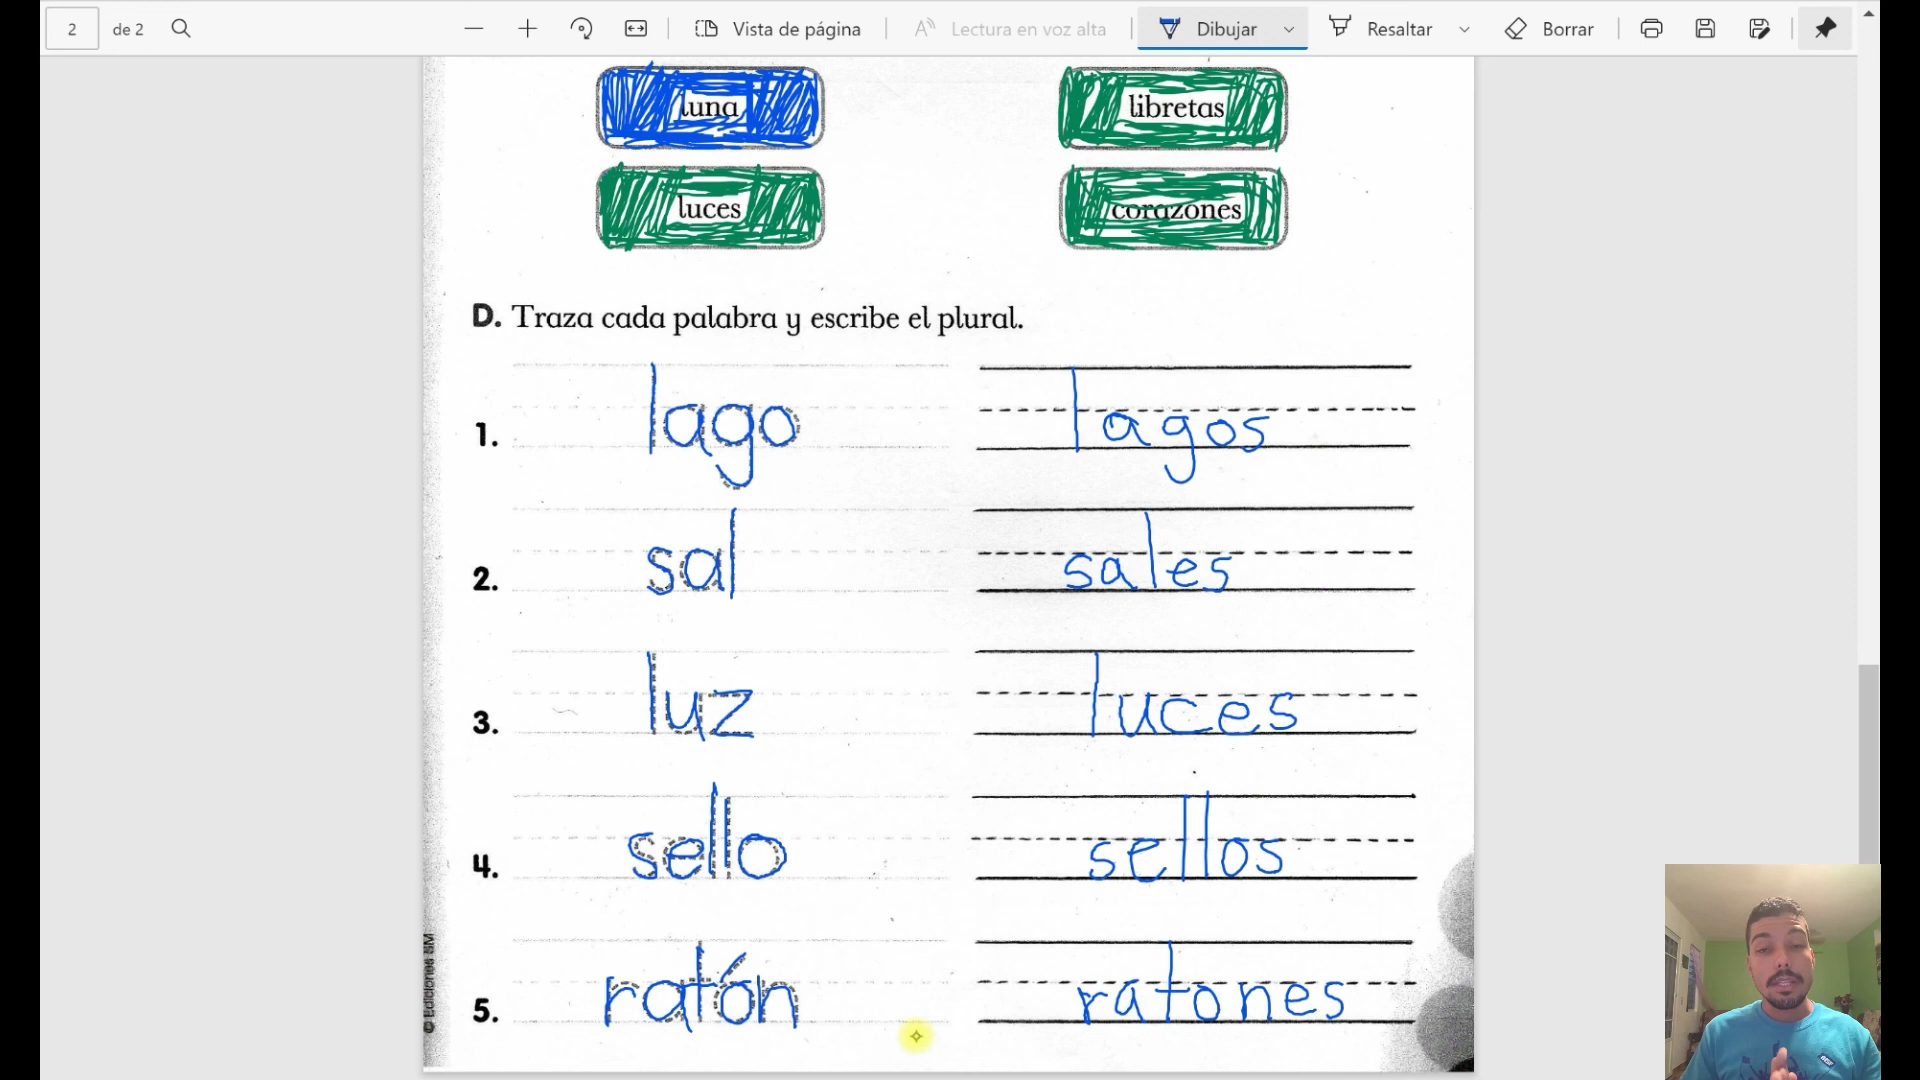 2 de 2 Vista de página Lectura en voz alta Dibujar Resaltar Borrar
luna libretas
luces corazones
D. Traza cada palabra y escribe el plural.
1. lago lagos
2. sal sales
3. luz luces
4. sello sellos
5. ratón ratones
© Ediciones SM